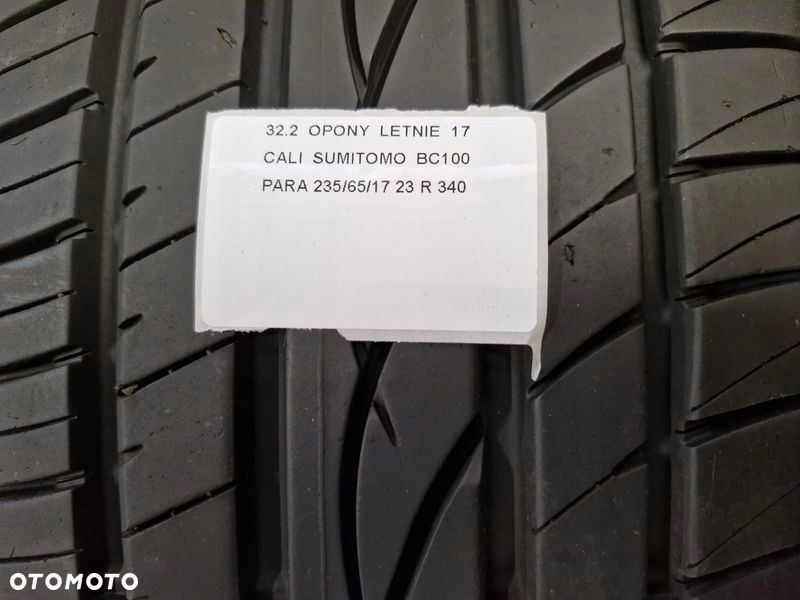 32.2 OPONY LETNIE 17
CALI SUMITOMO BC100
PARA 235/65/17 23 R 340
OTOMOTO